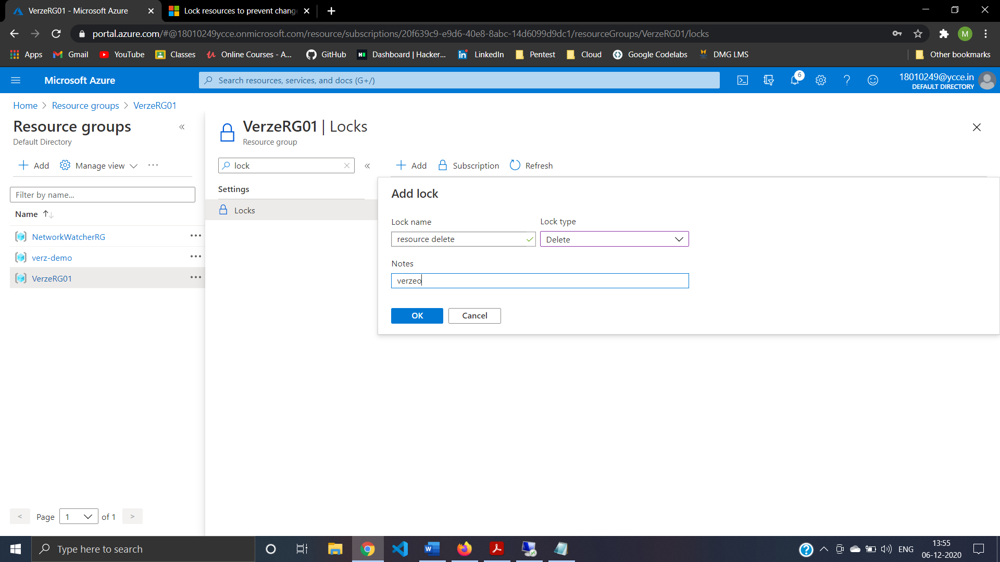 VerzeRG01 - Microsoft Azure
Lock resources to prevent change
portal.azure.com/#@18010249ycce.onmicrosoft.com/resource/subscriptions/20f639c9-e9d6-40e8-8abc-14d6099d9dc1/resourceGroups/VerzeRG01/locks
M
Apps Gmail YouTube Classes Online Courses - A... GitHub Dashboard | Hacker... LinkedIn Pentest Cloud Google Codelabs DMG LMS Other bookmarks
Microsoft Azure
Search resources, services, and docs (G+/)
6
18010249@ycce.in
DEFAULT DIRECTORY
Home > Resource groups > VerzeRG01
Resource groups
Default Directory
Add Manage view ...
Filter by name...
Name
NetworkWatcherRG
verz-demo
VerzeRG01
< Page 1 of 1 >
VerzeRG01 | Locks
Resource group
lock
Settings
Locks
Add Subscription Refresh
Add lock
Lock name Lock type
resource delete Delete
Notes
verzeo
OK Cancel
Type here to search
ENG
13:55
06-12-2020